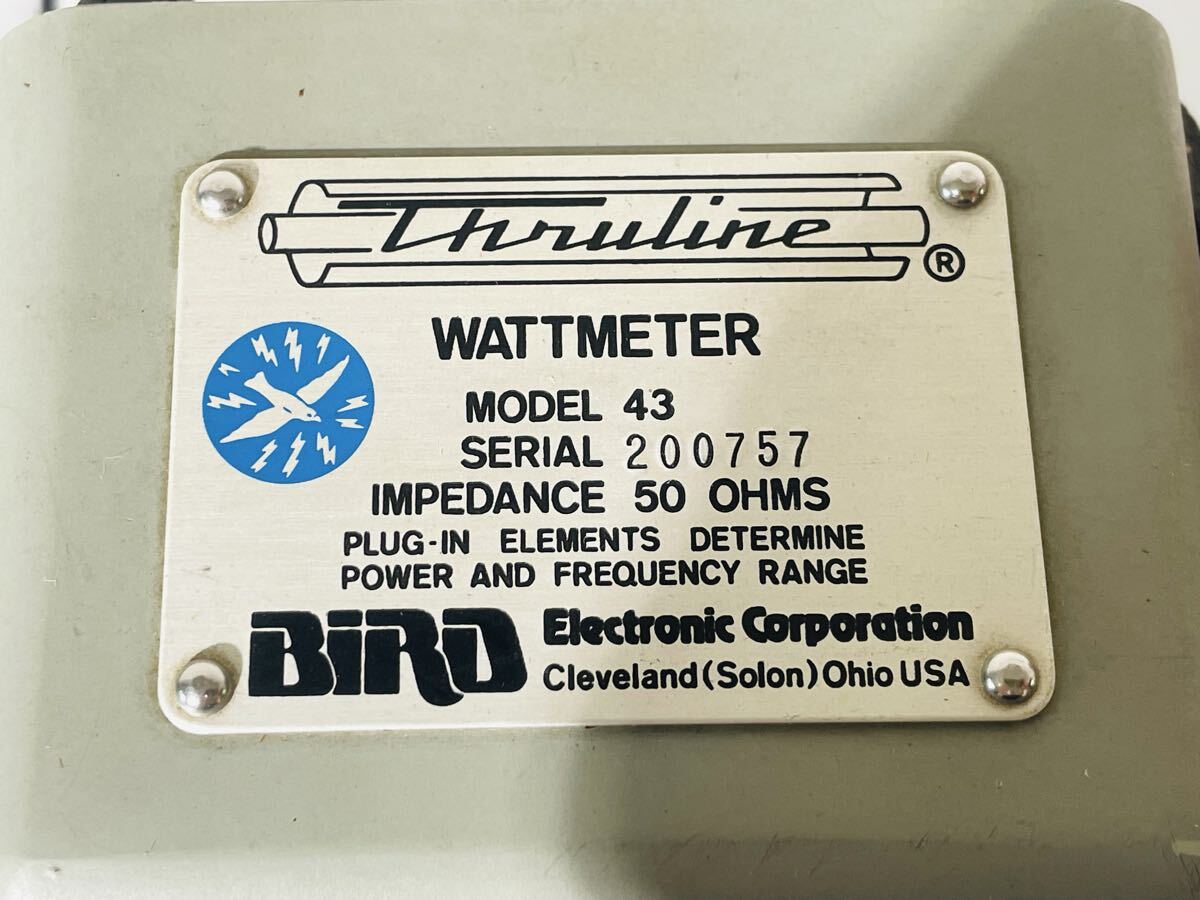 Thruline ®
WATTMETER
MODEL 43
SERIAL 200757
IMPEDANCE 50 OHMS
PLUG-IN ELEMENTS DETERMINE
POWER AND FREQUENCY RANGE
BiRD Electronic Corporation
Cleveland (Solon) Ohio USA